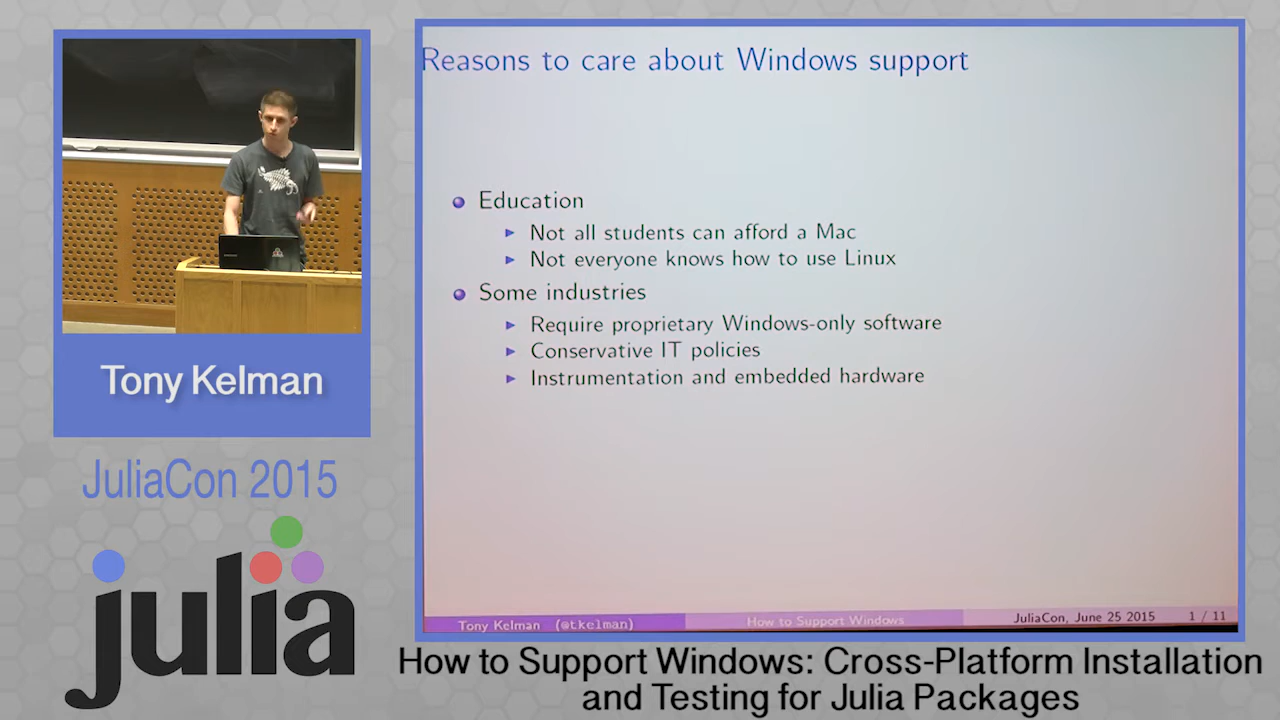 Reasons to care about Windows support
Education
Not all students can afford a Mac
Not everyone knows how to use Linux
Some industries
Require proprietary Windows-only software
Conservative IT policies
Instrumentation and embedded hardware
Tony Kelman (@tkelman)
How to Support Windows
JuliaCon, June 25 2015
1 / 11
Tony Kelman
JuliaCon 2015
julia
How to Support Windows: Cross-Platform Installation
and Testing for Julia Packages